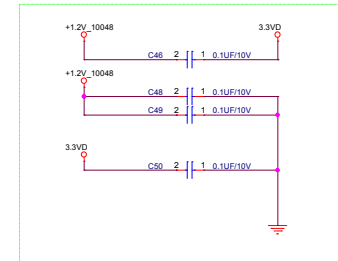 +1.2V_10048 3.3VD
C46 2 1 0.1UF/10V
+1.2V_10048
C48 2 1 0.1UF/10V
C49 2 1 0.1UF/10V
3.3VD
C50 2 1 0.1UF/10V